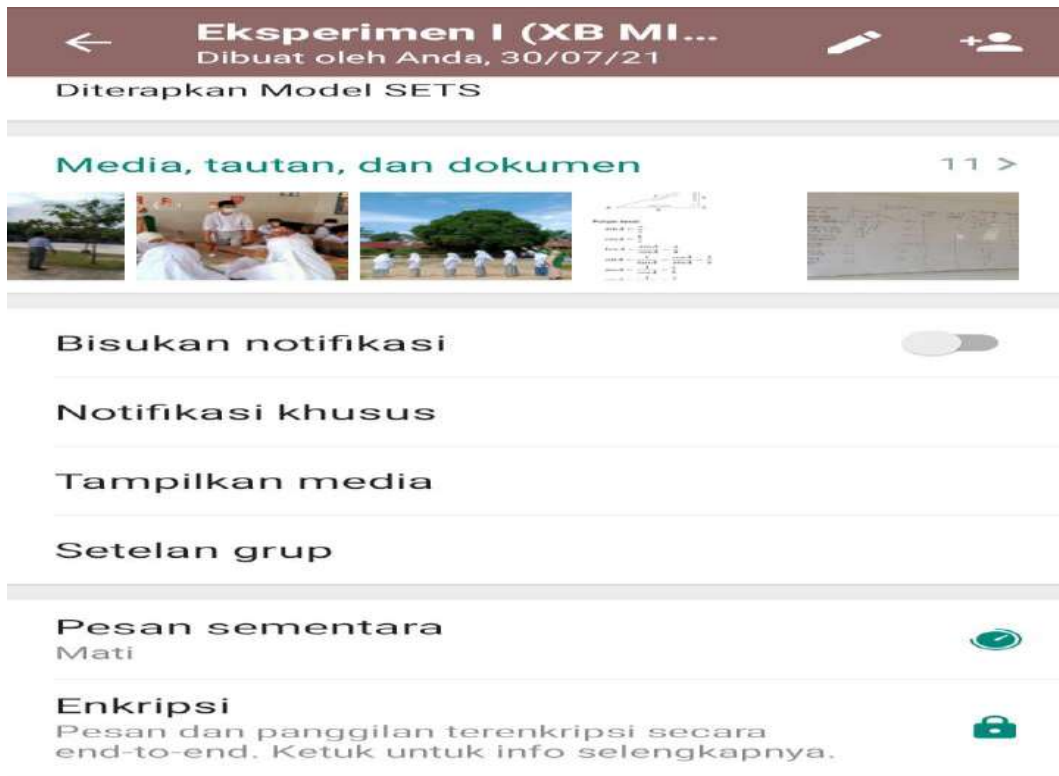 Eksperimen I (XB MI...
Dibuat oleh Anda, 30/07/21
Diterapkan Model SETS
Media, tautan, dan dokumen 11 >
Bisukan notifikasi
Notifikasi khusus
Tampilkan media
Setelan grup
Pesan sementara
Mati
Enkripsi
Pesan dan panggilan terenkripsi secara
end-to-end. Ketuk untuk info selengkapnya.